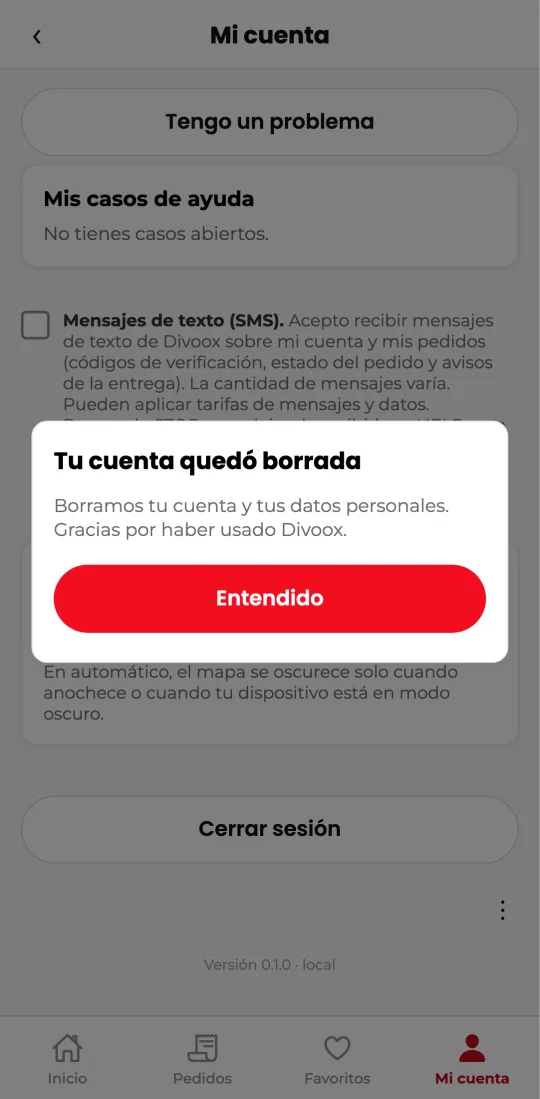 Mi cuenta
Tengo un problema
Mis casos de ayuda
No tienes casos abiertos.
Mensajes de texto (SMS). Acepto recibir mensajes
de texto de Divoox sobre mi cuenta y mis pedidos
(códigos de verificación, estado del pedido y avisos
de la entrega). La cantidad de mensajes varía.
Pueden aplicar tarifas de mensajes y datos.
Tu cuenta quedó borrada
Borramos tu cuenta y tus datos personales.
Gracias por haber usado Divoox.
Entendido
En automático, el mapa se oscurece solo cuando
anochece o cuando tu dispositivo está en modo
oscuro.
Cerrar sesión
Versión 0.1.0 · local
Inicio
Pedidos
Favoritos
Mi cuenta